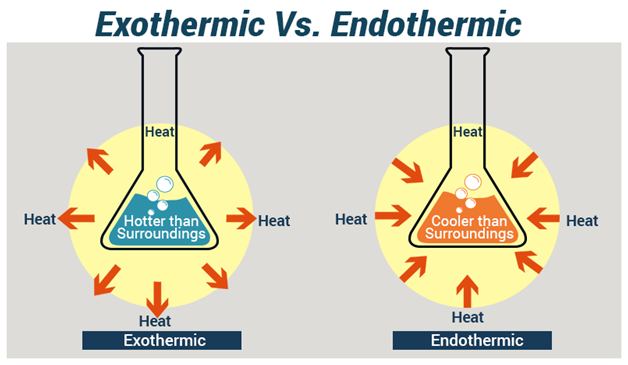 Exothermic Vs. Endothermic
Heat
Hotter than
Surroundings
Heat
Heat
Heat
Exothermic
Heat
Cooler than
Surroundings
Heat
Heat
Heat
Endothermic